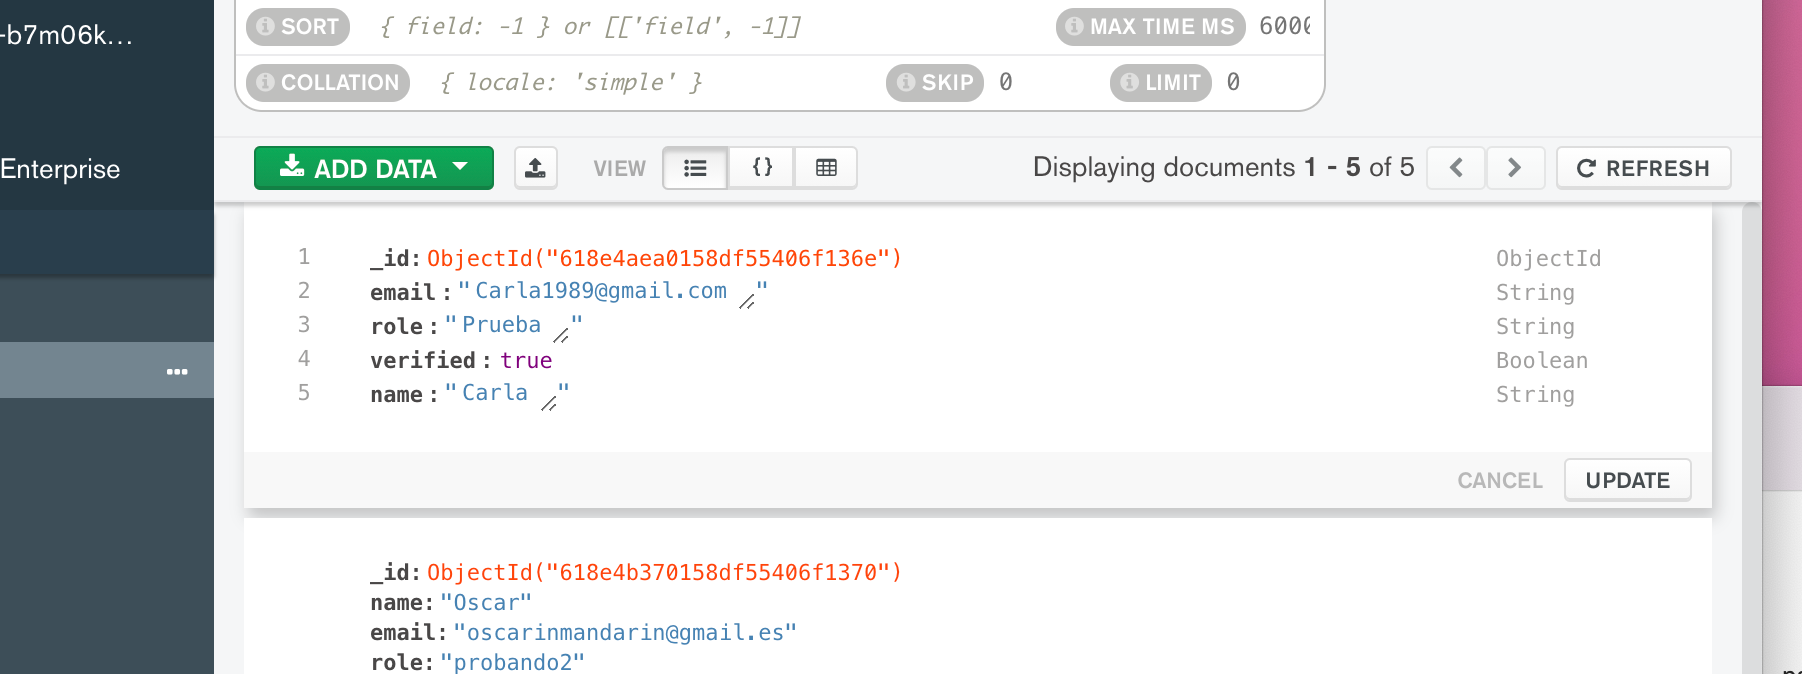 -b7m06k...
Enterprise
SORT { field: -1 } or [['field', -1]] MAX TIME MS 6000
COLLATION { locale: 'simple' } SKIP 0 LIMIT 0
ADD DATA VIEW {} Displaying documents 1 - 5 of 5 REFRESH
1 _id: ObjectId("618e4aea0158df55406f136e") ObjectId
2 email : "Carla1989@gmail.com " String
3 role : "Prueba " String
4 verified : true Boolean
5 name : "Carla " String
CANCEL UPDATE
_id: ObjectId("618e4b370158df55406f1370")
name: "Oscar"
email: "oscarinmandarin@gmail.es"
role: "probando2"